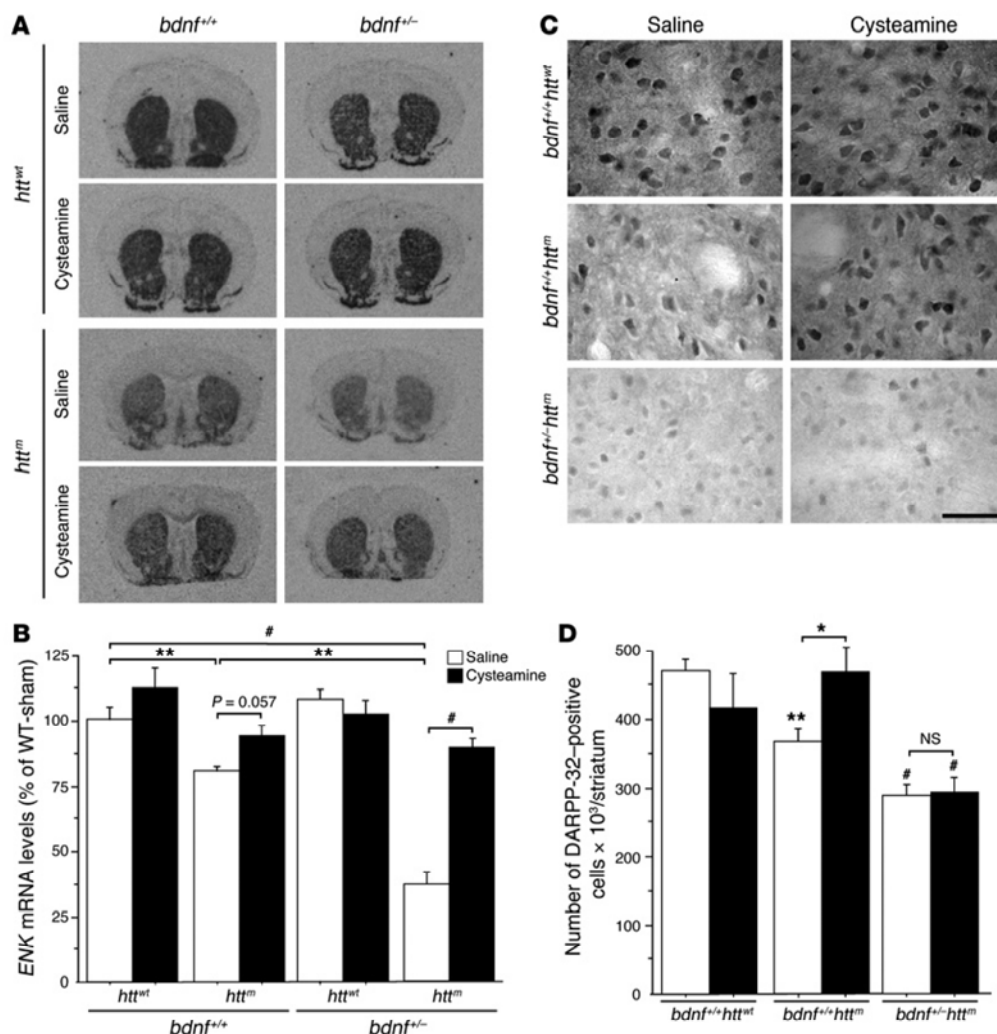 A
bdnf+/+
bdnf+/−
httwt
Saline
Cysteamine
httm
Saline
Cysteamine
B
ENK mRNA levels (% of WT-sham)
125
100
75
50
25
0
#
**
**
P = 0.057
#
Saline
Cysteamine
httwt
httm
httwt
httm
bdnf+/+
bdnf+/−
C
Saline
Cysteamine
bdnf+/+httwt
bdnf+/+httm
bdnf+/−httm
D
Number of DARPP-32–positive
cells × 10³/striatum
500
400
300
200
100
0
**
*
#
NS
#
bdnf+/+httwt
bdnf+/+httm
bdnf+/−httm